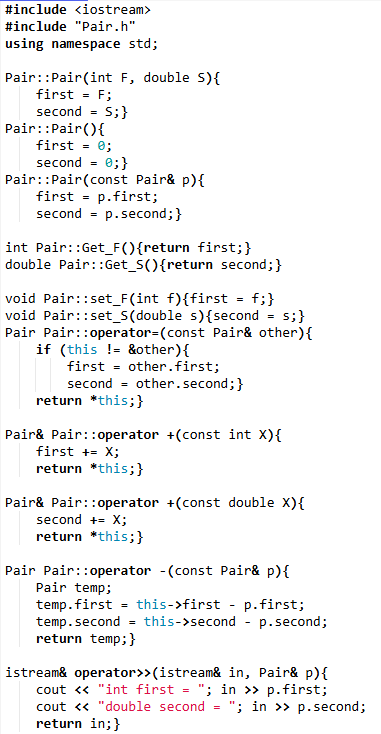 #include <iostream>
#include "Pair.h"
using namespace std;
Pair::Pair(int F, double S){
first = F;
second = S;}
Pair::Pair(){
first = 0;
second = 0;}
Pair::Pair(const Pair& p){
first = p.first;
second = p.second;}
int Pair::Get_F(){return first;}
double Pair::Get_S(){return second;}
void Pair::set_F(int f){first = f;}
void Pair::set_S(double s){second = s;}
Pair Pair::operator=(const Pair& other){
if (this != &other){
first = other.first;
second = other.second;}
return *this;}
Pair& Pair::operator +(const int X){
first += X;
return *this;}
Pair& Pair::operator +(const double X){
second += X;
return *this;}
Pair Pair::operator -(const Pair& p){
Pair temp;
temp.first = this->first - p.first;
temp.second = this->second - p.second;
return temp;}
istream& operator>>(istream& in, Pair& p){
cout << "int first = "; in >> p.first;
cout << "double second = "; in >> p.second;
return in;}